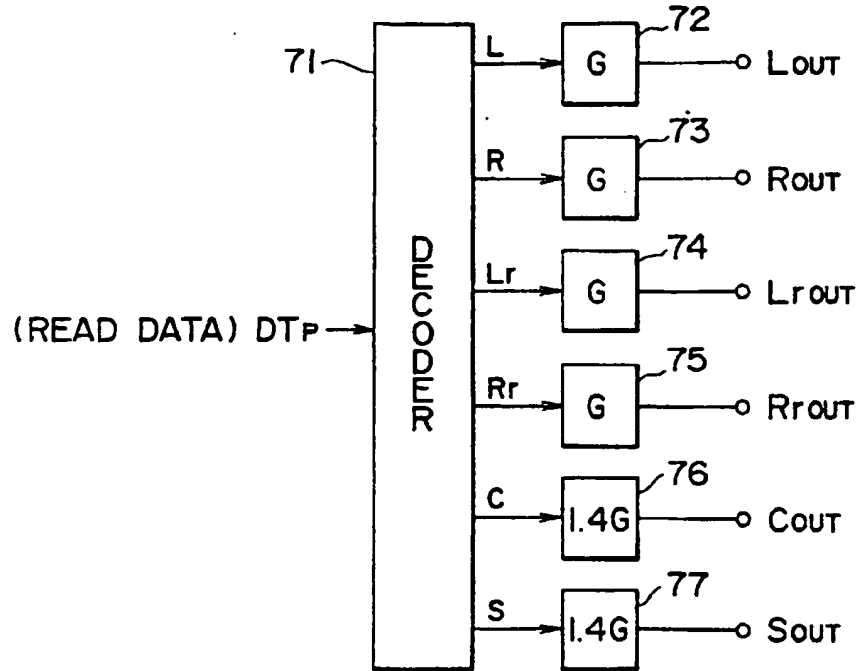 72
71
L
G
LOUT
73
R
G
ROUT
DECODER
74
Lr
G
LrOUT
(READ DATA) DTP
75
Rr
G
RrOUT
76
C
1.4G
COUT
77
S
1.4G
SOUT